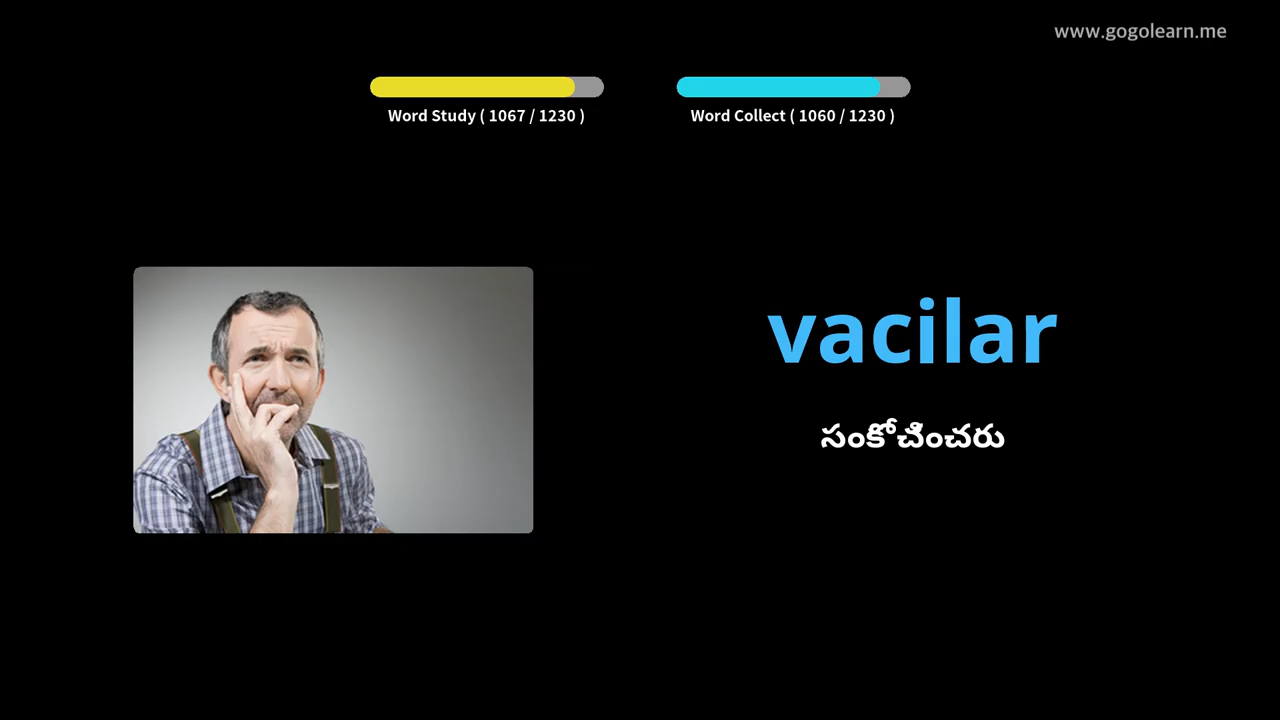 www.gogolearn.me
Word Study ( 1067 / 1230 )
Word Collect ( 1060 / 1230 )
vacilar
సంకోచించరు